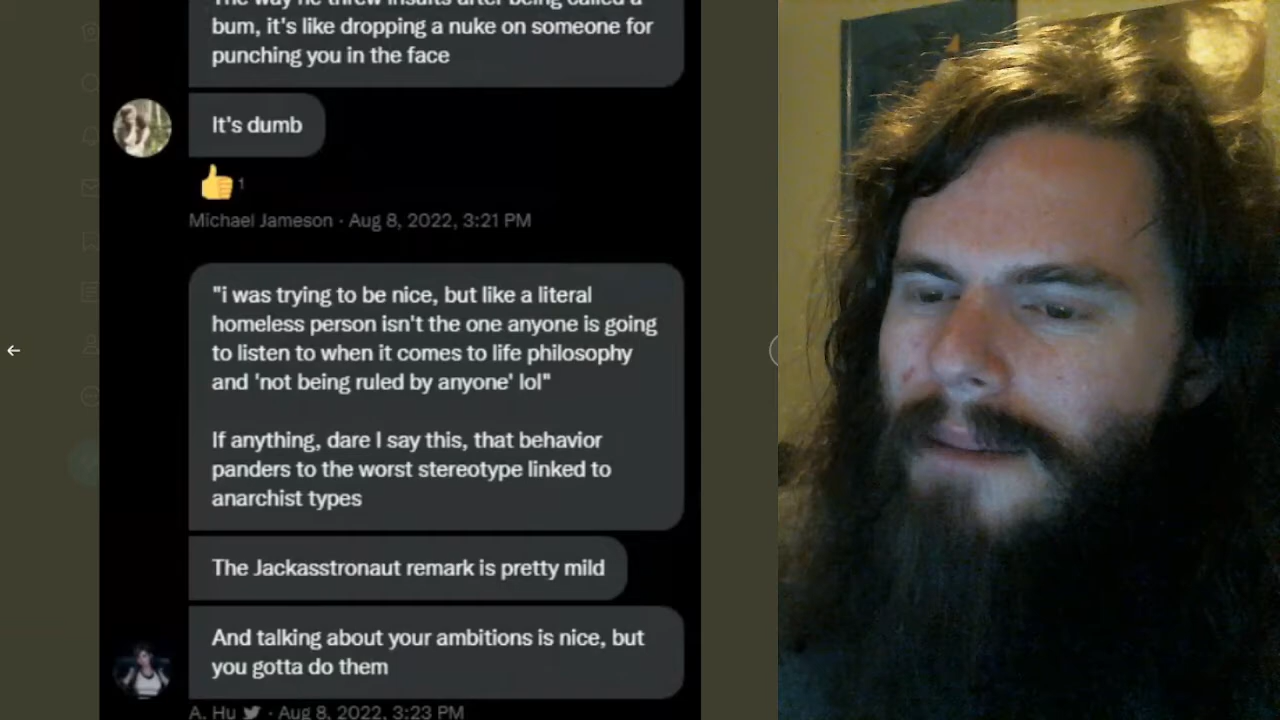 The way he threw insults after being called a
bum, it's like dropping a nuke on someone for
punching you in the face
It's dumb
1
Michael Jameson · Aug 8, 2022, 3:21 PM
"i was trying to be nice, but like a literal
homeless person isn't the one anyone is going
to listen to when it comes to life philosophy
and 'not being ruled by anyone' lol"
If anything, dare I say this, that behavior
panders to the worst stereotype linked to
anarchist types
The Jackasstronaut remark is pretty mild
And talking about your ambitions is nice, but
you gotta do them
A. Hu · Aug 8, 2022, 3:23 PM